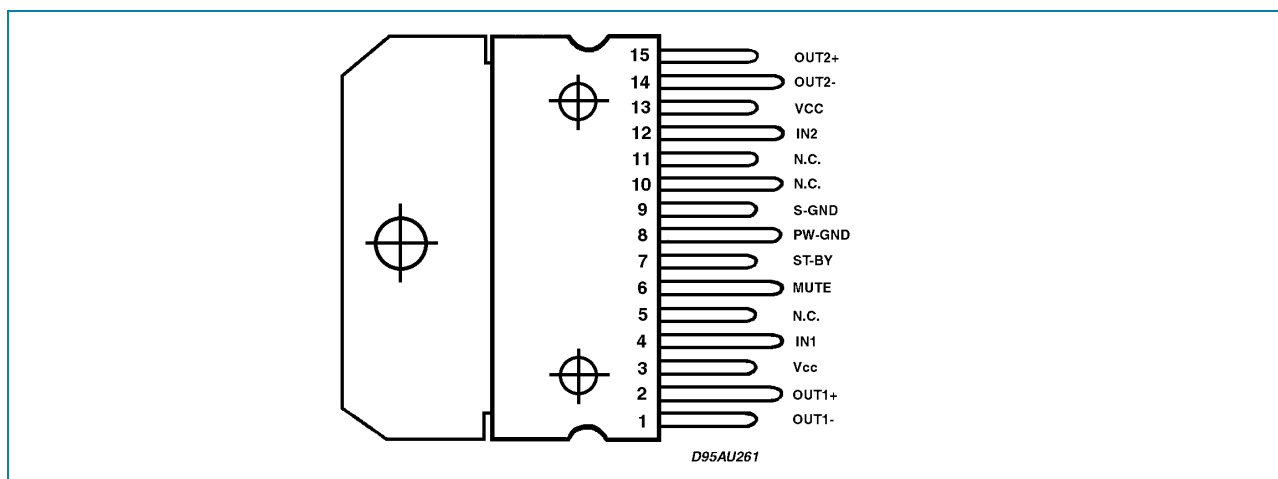 15 OUT2+
14 OUT2-
13 VCC
12 IN2
11 N.C.
10 N.C.
9 S-GND
8 PW-GND
7 ST-BY
6 MUTE
5 N.C.
4 IN1
3 Vcc
2 OUT1+
1 OUT1-
D95AU261